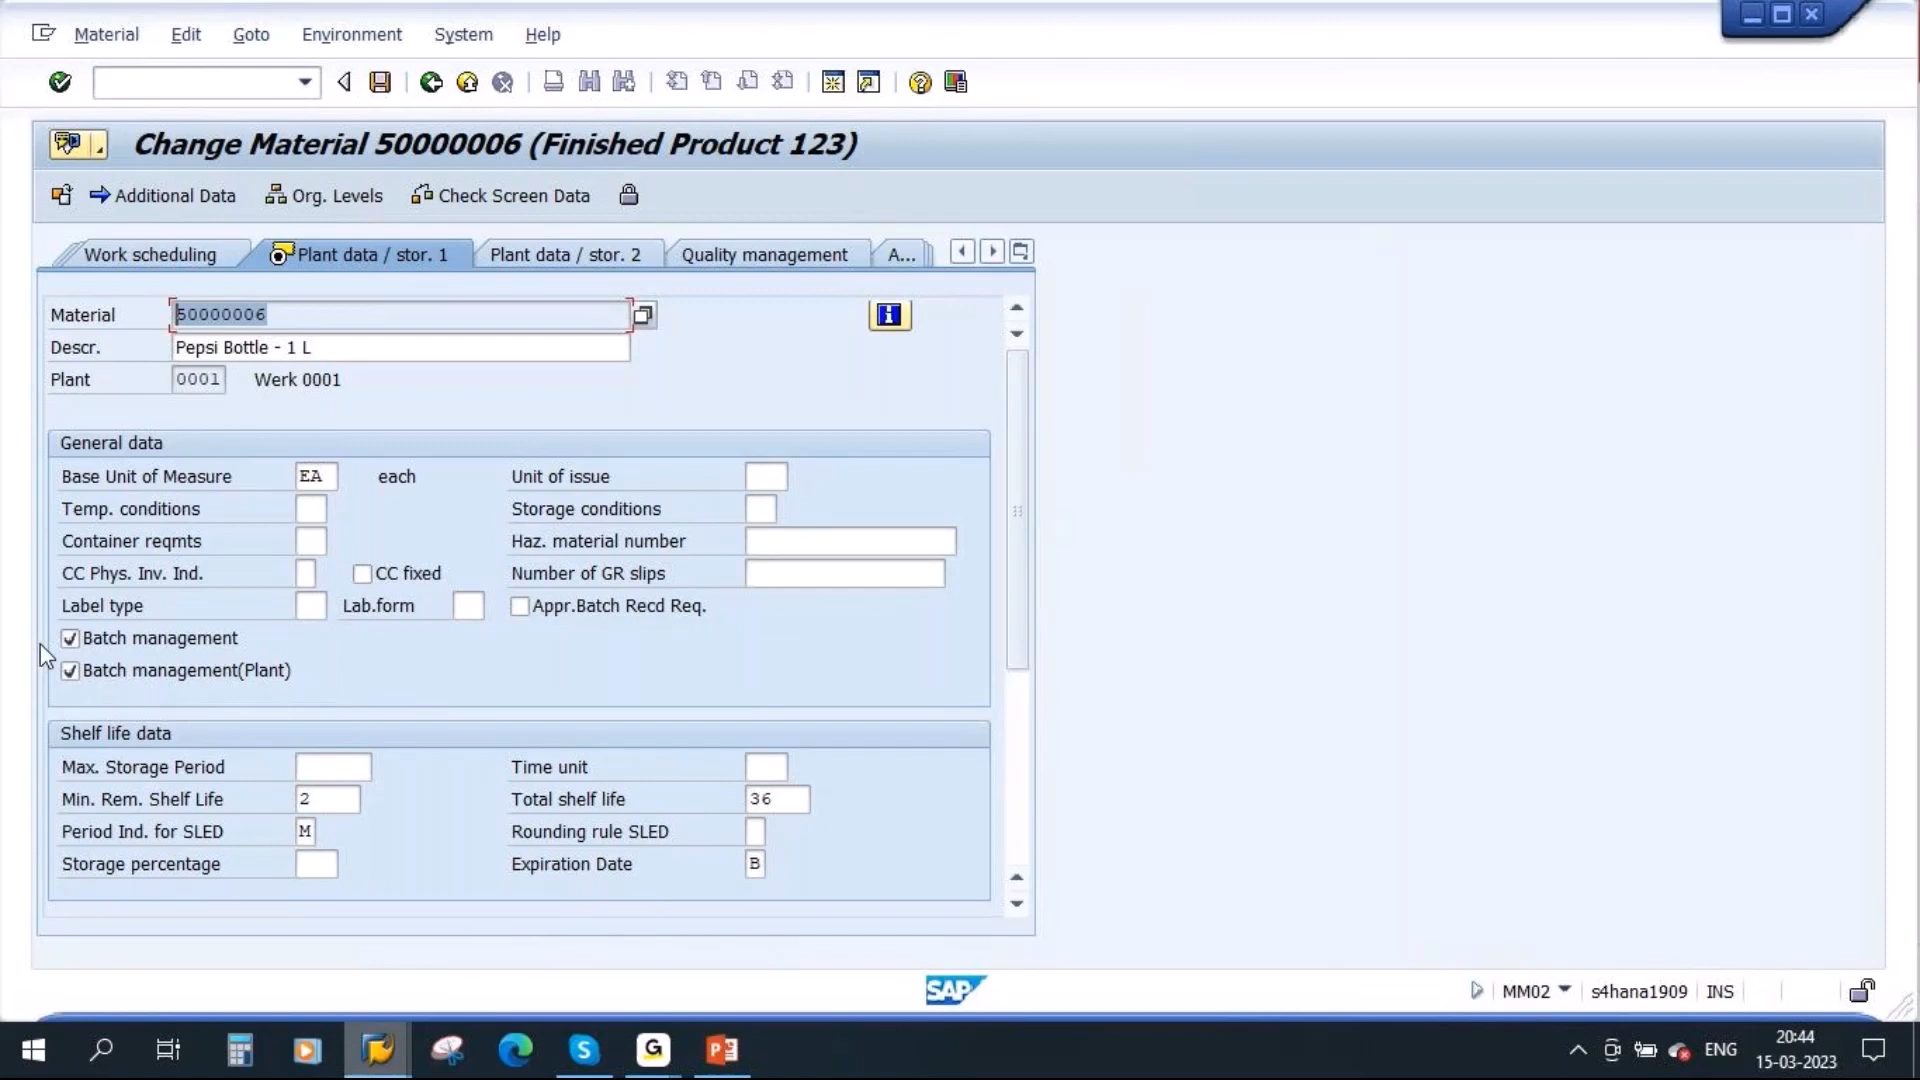 Material Edit Goto Environment System Help
Change Material 50000006 (Finished Product 123)
Additional Data Org. Levels Check Screen Data
Work scheduling Plant data / stor. 1 Plant data / stor. 2 Quality management A...
Material 50000006
Descr. Pepsi Bottle - 1 L
Plant 0001 Werk 0001
General data
Base Unit of Measure EA each Unit of issue
Temp. conditions Storage conditions
Container reqmts Haz. material number
CC Phys. Inv. Ind. CC fixed Number of GR slips
Label type Lab.form Appr.Batch Recd Req.
Batch management
Batch management(Plant)
Shelf life data
Max. Storage Period Time unit
Min. Rem. Shelf Life 2 Total shelf life 36
Period Ind. for SLED M Rounding rule SLED
Storage percentage Expiration Date B
SAP MM02 s4hana1909 INS
ENG 20:44
15-03-2023